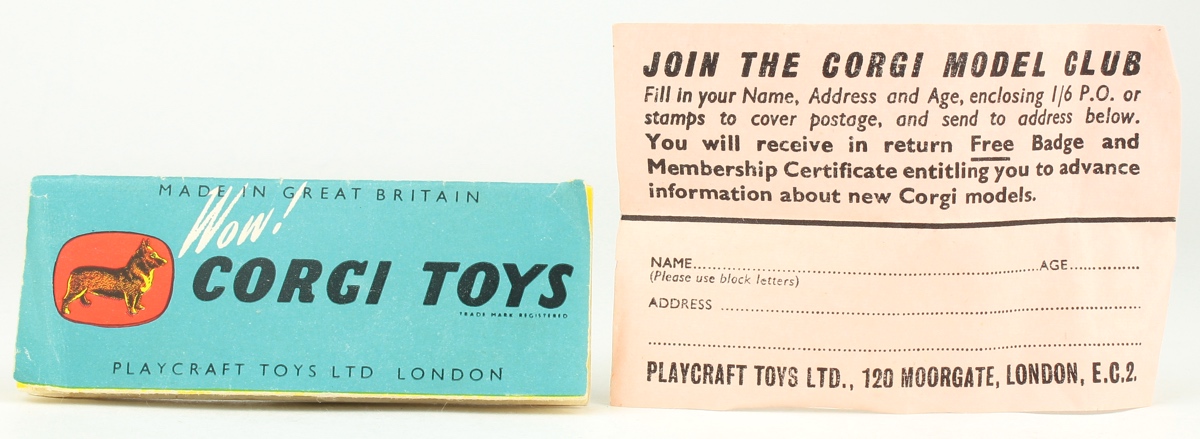 MADE IN GREAT BRITAIN
Wow!
CORGI TOYS
TRADE MARK REGISTERED
PLAYCRAFT TOYS LTD LONDON
JOIN THE CORGI MODEL CLUB
Fill in your Name, Address and Age, enclosing 1/6 P.O. or
stamps to cover postage, and send to address below.
You will receive in return Free Badge and
Membership Certificate entitling you to advance
information about new Corgi models.
NAME........................................................AGE................
(Please use block letters)
ADDRESS ................................................................................
................................................................................................
PLAYCRAFT TOYS LTD., 120 MOORGATE, LONDON, E.C.2.